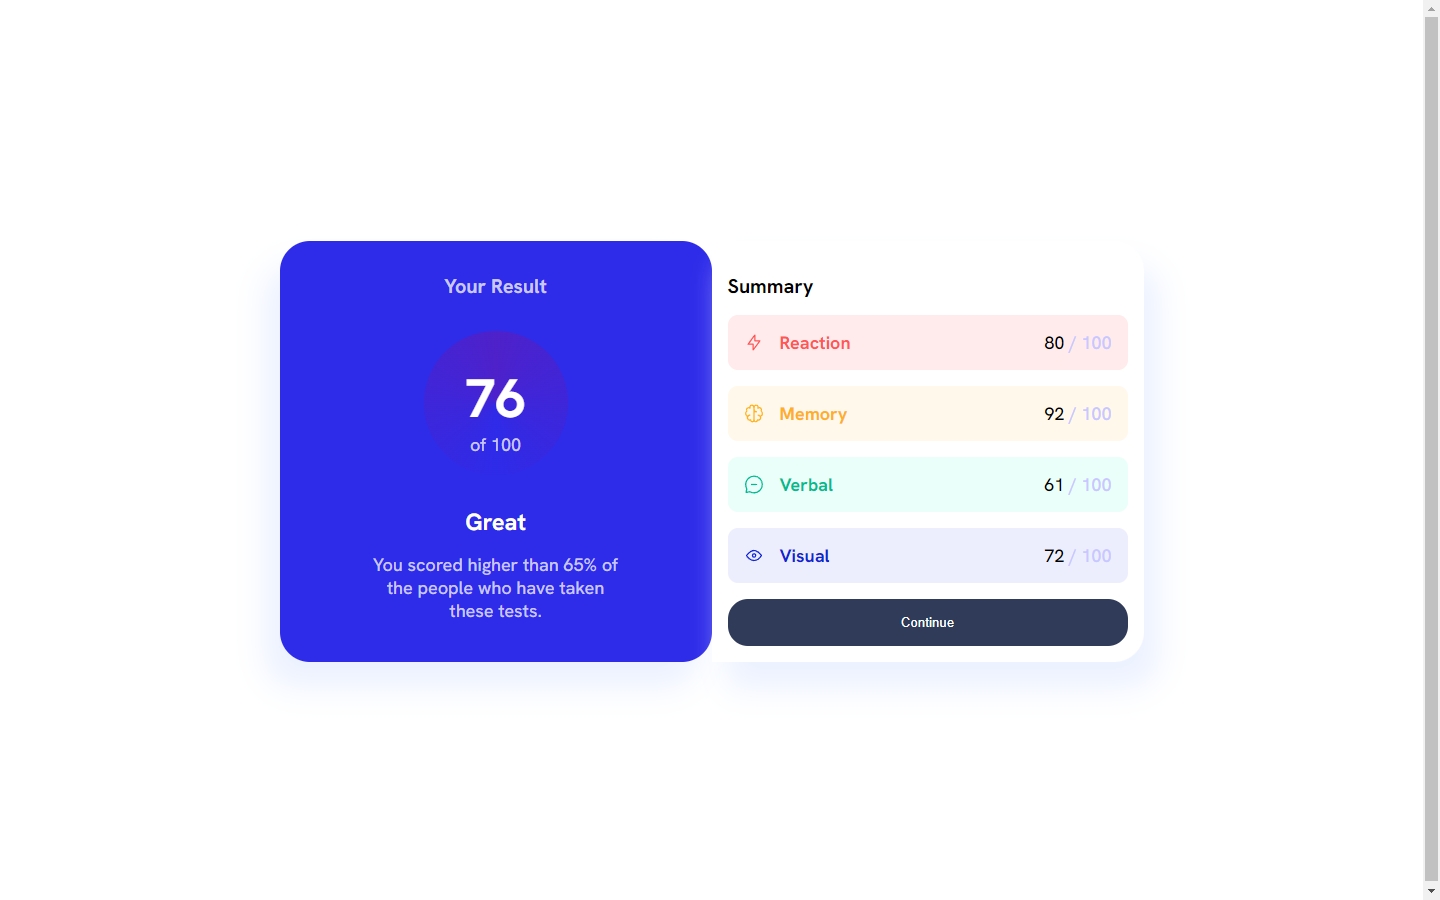 Your Result
76
of 100
Great
You scored higher than 65% of
the people who have taken
these tests.
Summary
Reaction 80 / 100
Memory 92 / 100
Verbal 61 / 100
Visual 72 / 100
Continue